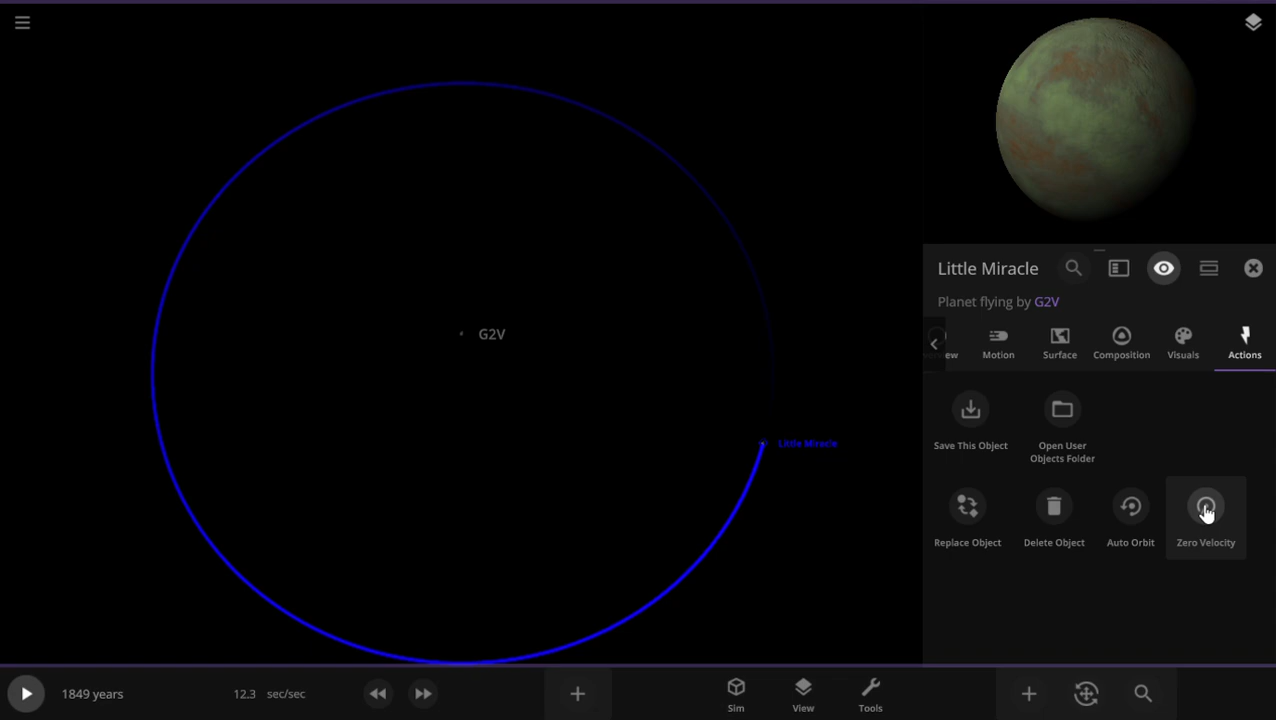 G2V
Little Miracle
Little Miracle
Planet flying by G2V
Motion
Surface
Composition
Visuals
Actions
Save This Object
Open User
Objects Folder
Replace Object
Delete Object
Auto Orbit
Zero Velocity
1849 years
12.3 sec/sec
Sim
View
Tools